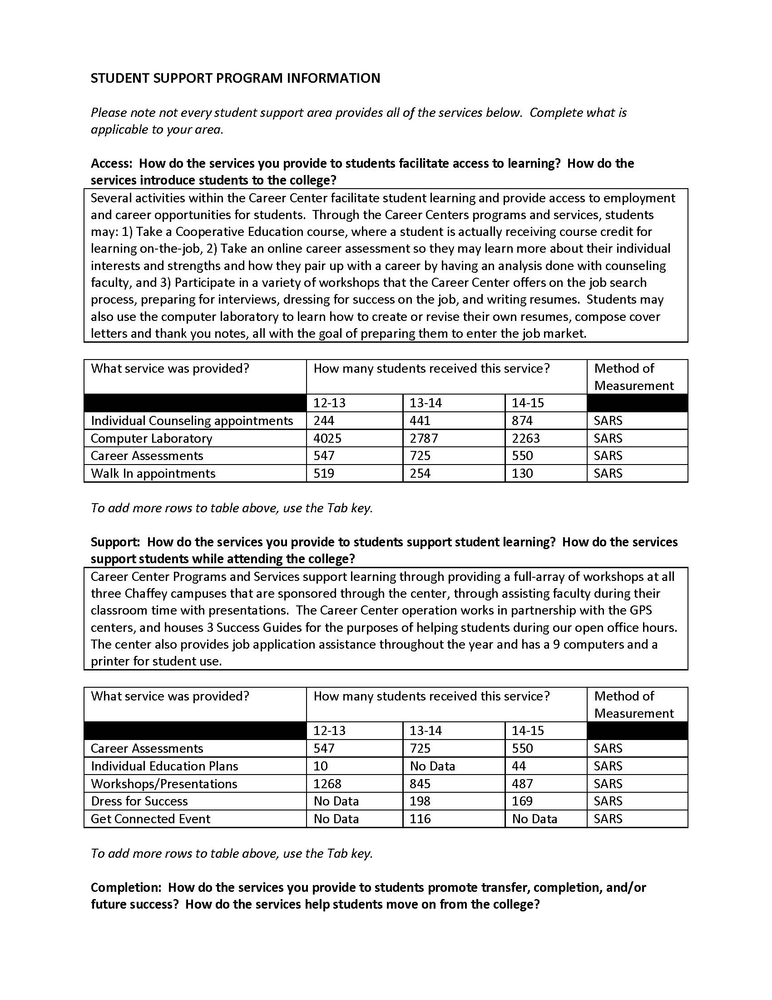 STUDENT SUPPORT PROGRAM INFORMATION
Please note not every student support area provides all of the services below.  Complete what is
applicable to your area.
Access:  How do the services you provide to students facilitate access to learning?  How do the
services introduce students to the college?
Several activities within the Career Center facilitate student learning and provide access to employment
and career opportunities for students.  Through the Career Centers programs and services, students
may: 1) Take a Cooperative Education course, where a student is actually receiving course credit for
learning on-the-job, 2) Take an online career assessment so they may learn more about their individual
interests and strengths and how they pair up with a career by having an analysis done with counseling
faculty, and 3) Participate in a variety of workshops that the Career Center offers on the job search
process, preparing for interviews, dressing for success on the job, and writing resumes.  Students may
also use the computer laboratory to learn how to create or revise their own resumes, compose cover
letters and thank you notes, all with the goal of preparing them to enter the job market.
What service was provided? How many students received this service? Method of
Measurement
12-13 13-14 14-15
Individual Counseling appointments 244 441 874 SARS
Computer Laboratory 4025 2787 2263 SARS
Career Assessments 547 725 550 SARS
Walk In appointments 519 254 130 SARS
To add more rows to table above, use the Tab key.
Support:  How do the services you provide to students support student learning?  How do the services
support students while attending the college?
Career Center Programs and Services support learning through providing a full-array of workshops at all
three Chaffey campuses that are sponsored through the center, through assisting faculty during their
classroom time with presentations.  The Career Center operation works in partnership with the GPS
centers, and houses 3 Success Guides for the purposes of helping students during our open office hours.
The center also provides job application assistance throughout the year and has a 9 computers and a
printer for student use.
What service was provided? How many students received this service? Method of
Measurement
12-13 13-14 14-15
Career Assessments 547 725 550 SARS
Individual Education Plans 10 No Data 44 SARS
Workshops/Presentations 1268 845 487 SARS
Dress for Success No Data 198 169 SARS
Get Connected Event No Data 116 No Data SARS
To add more rows to table above, use the Tab key.
Completion:  How do the services you provide to students promote transfer, completion, and/or
future success?  How do the services help students move on from the college?